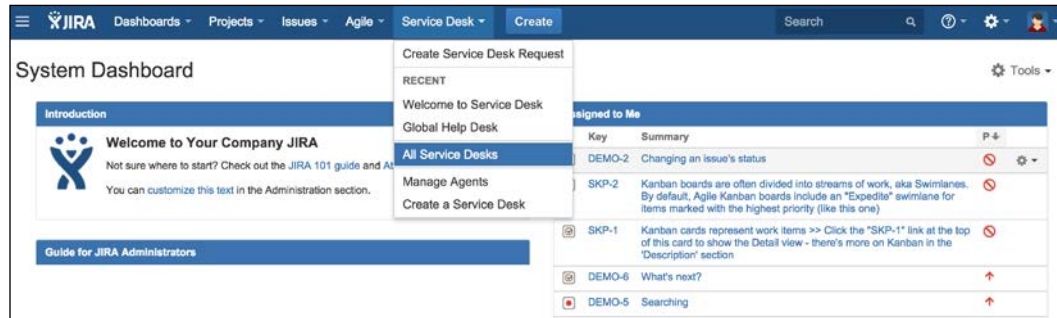 JIRA Dashboards Projects Issues Agile Service Desk Create Search
Create Service Desk Request
System Dashboard
Tools
RECENT
Welcome to Service Desk
Global Help Desk
All Service Desks
Manage Agents
Create a Service Desk
Introduction
Welcome to Your Company JIRA
Not sure where to start? Check out the JIRA 101 guide and
You can customize this text in the Administration section.
Guide for JIRA Administrators
to Me
Key Summary P
DEMO-2 Changing an issue's status
SKP-2 Kanban boards are often divided into streams of work, aka Swimlanes.
By default, Agile Kanban boards include an "Expedite" swimlane for
items marked with the highest priority (like this one)
SKP-1 Kanban cards represent work items >> Click the "SKP-1" link at the top
of this card to show the Detail view - there's more on Kanban in the
'Description' section
DEMO-6 What's next?
DEMO-5 Searching